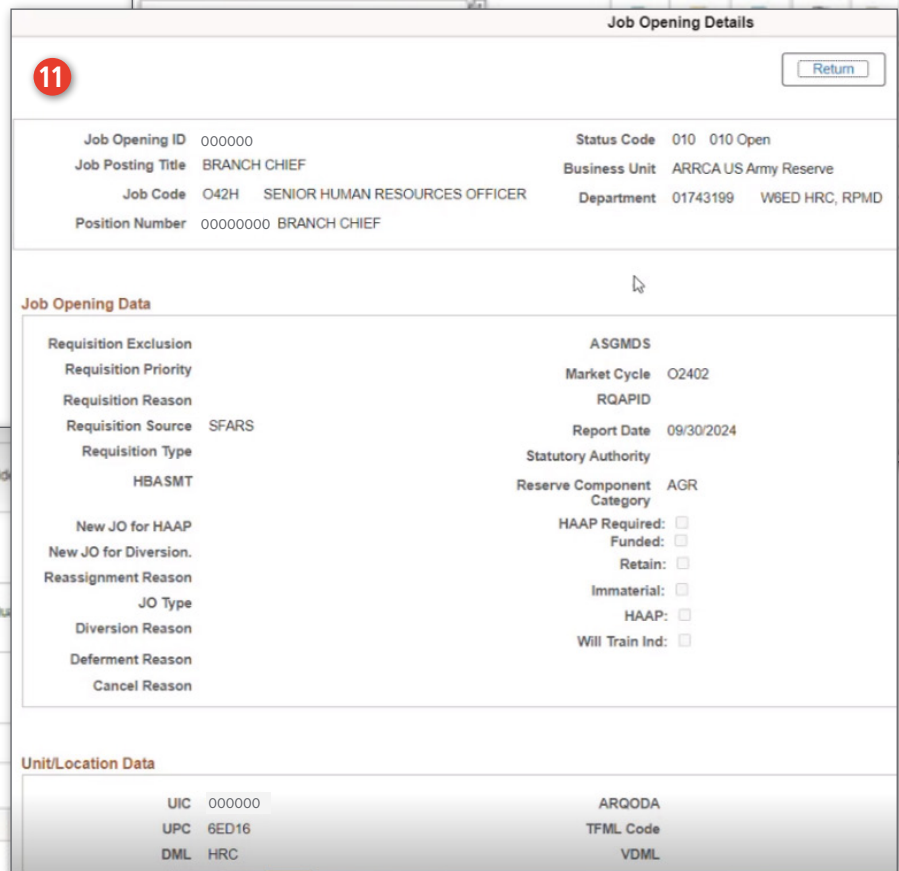 Job Opening Details
11
Return
Job Opening ID 000000 Status Code 010 010 Open
Job Posting Title BRANCH CHIEF Business Unit ARRCA US Army Reserve
Job Code O42H SENIOR HUMAN RESOURCES OFFICER Department 01743199 W6ED HRC, RPMD
Position Number 00000000 BRANCH CHIEF
Job Opening Data
Requisition Exclusion ASGMDS
Requisition Priority Market Cycle O2402
Requisition Reason RQAPID
Requisition Source SFARS Report Date 09/30/2024
Requisition Type Statutory Authority
HBASMT Reserve Component Category AGR
New JO for HAAP HAAP Required:
New JO for Diversion. Funded:
Reassignment Reason Retain:
JO Type Immaterial:
Diversion Reason HAAP:
Deferment Reason Will Train Ind:
Cancel Reason
Unit/Location Data
UIC 000000 ARQODA
UPC 6ED16 TFML Code
DML HRC VDML